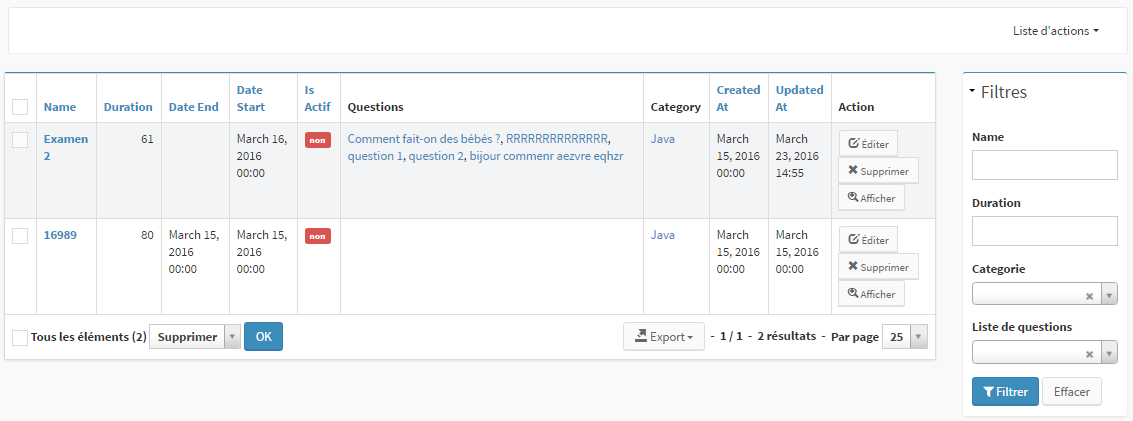 Liste d'actions
Name
Duration
Date End
Date
Start
Is
Actif
Questions
Category
Created
At
Updated
At
Action
Examen
2
61
March 16,
2016
00:00
non
Comment fait-on des bébés ?, RRRRRRRRRRRRRR,
question 1, question 2, bijour commenr aezvre eqhzr
Java
March
15, 2016
00:00
March
23, 2016
14:55
Éditer
Supprimer
Afficher
16989
80
March 15,
2016
00:00
March 15,
2016
00:00
non
Java
March
15, 2016
00:00
March
15, 2016
00:00
Éditer
Supprimer
Afficher
Tous les éléments (2) Supprimer OK
Export - 1 / 1 - 2 résultats - Par page 25
Filtres
Name
Duration
Categorie
Liste de questions
Filtrer Effacer